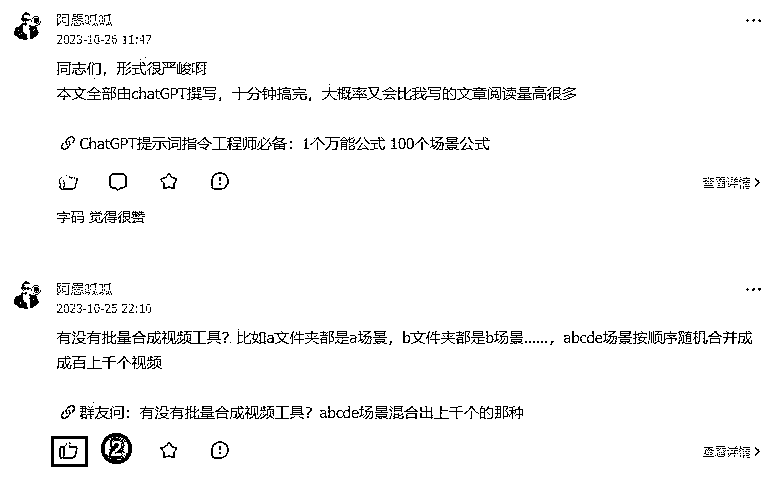 阿愚呱呱
2023-10-26 11:47
同志们，形式很严峻啊
本文全部由chatGPT撰写，十分钟搞完，大概率又会比我写的文章阅读量高很多
ChatGPT提示词指令工程师必备：1个万能公式 100个场景公式
查看详情
字码 觉得很赞
阿愚呱呱
2023-10-25 22:10
有没有批量合成视频工具？比如a文件夹都是a场景，b文件夹都是b场景……，abcde场景按顺序随机合并成
成百上千个视频
群友问：有没有批量合成视频工具？abcde场景混合出上千个的那种
2
查看详情